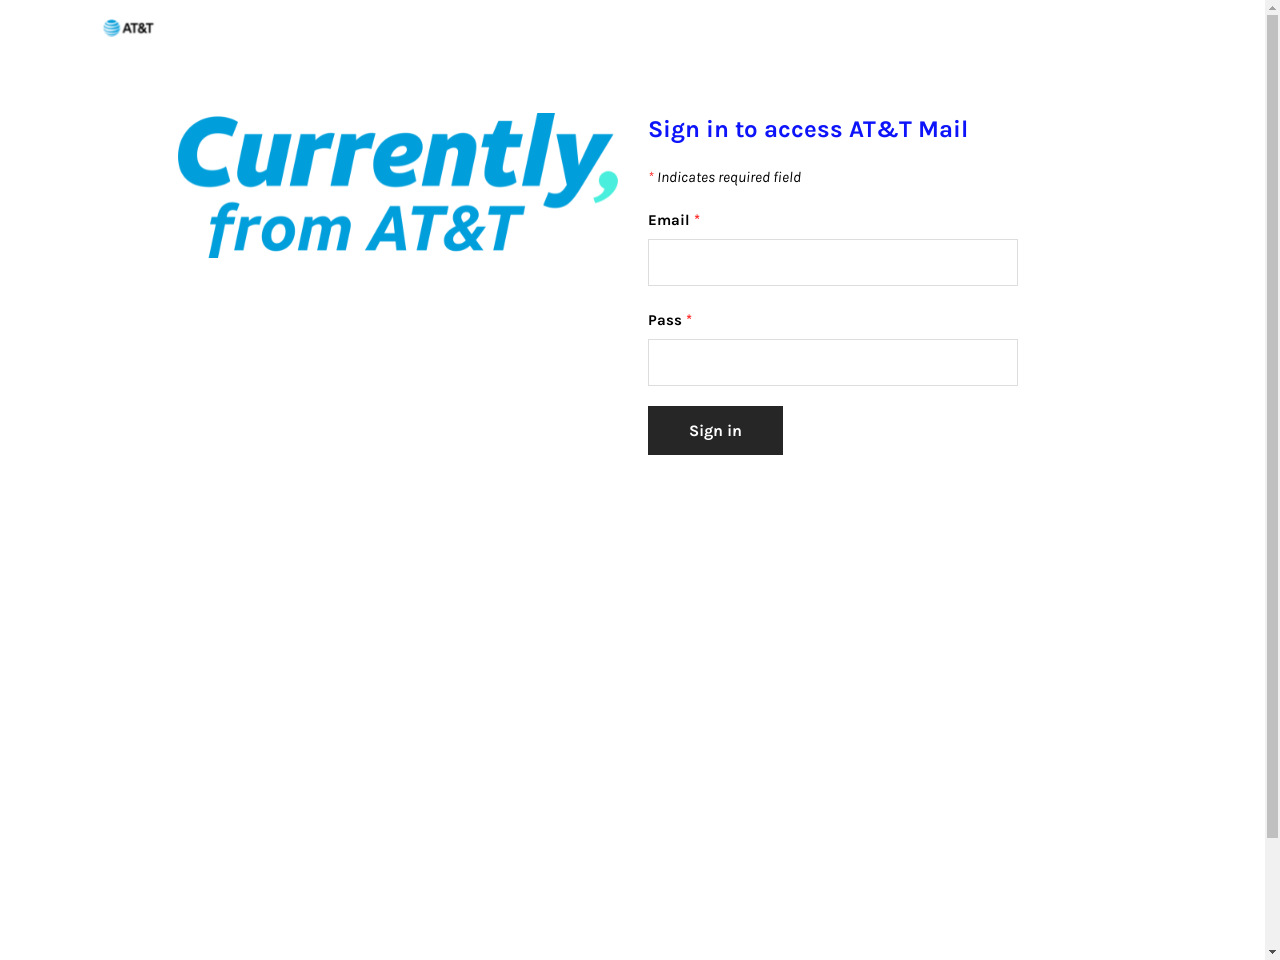 AT&T
Currently,
from AT&T
Sign in to access AT&T Mail
* Indicates required field
Email *
Pass *
Sign in